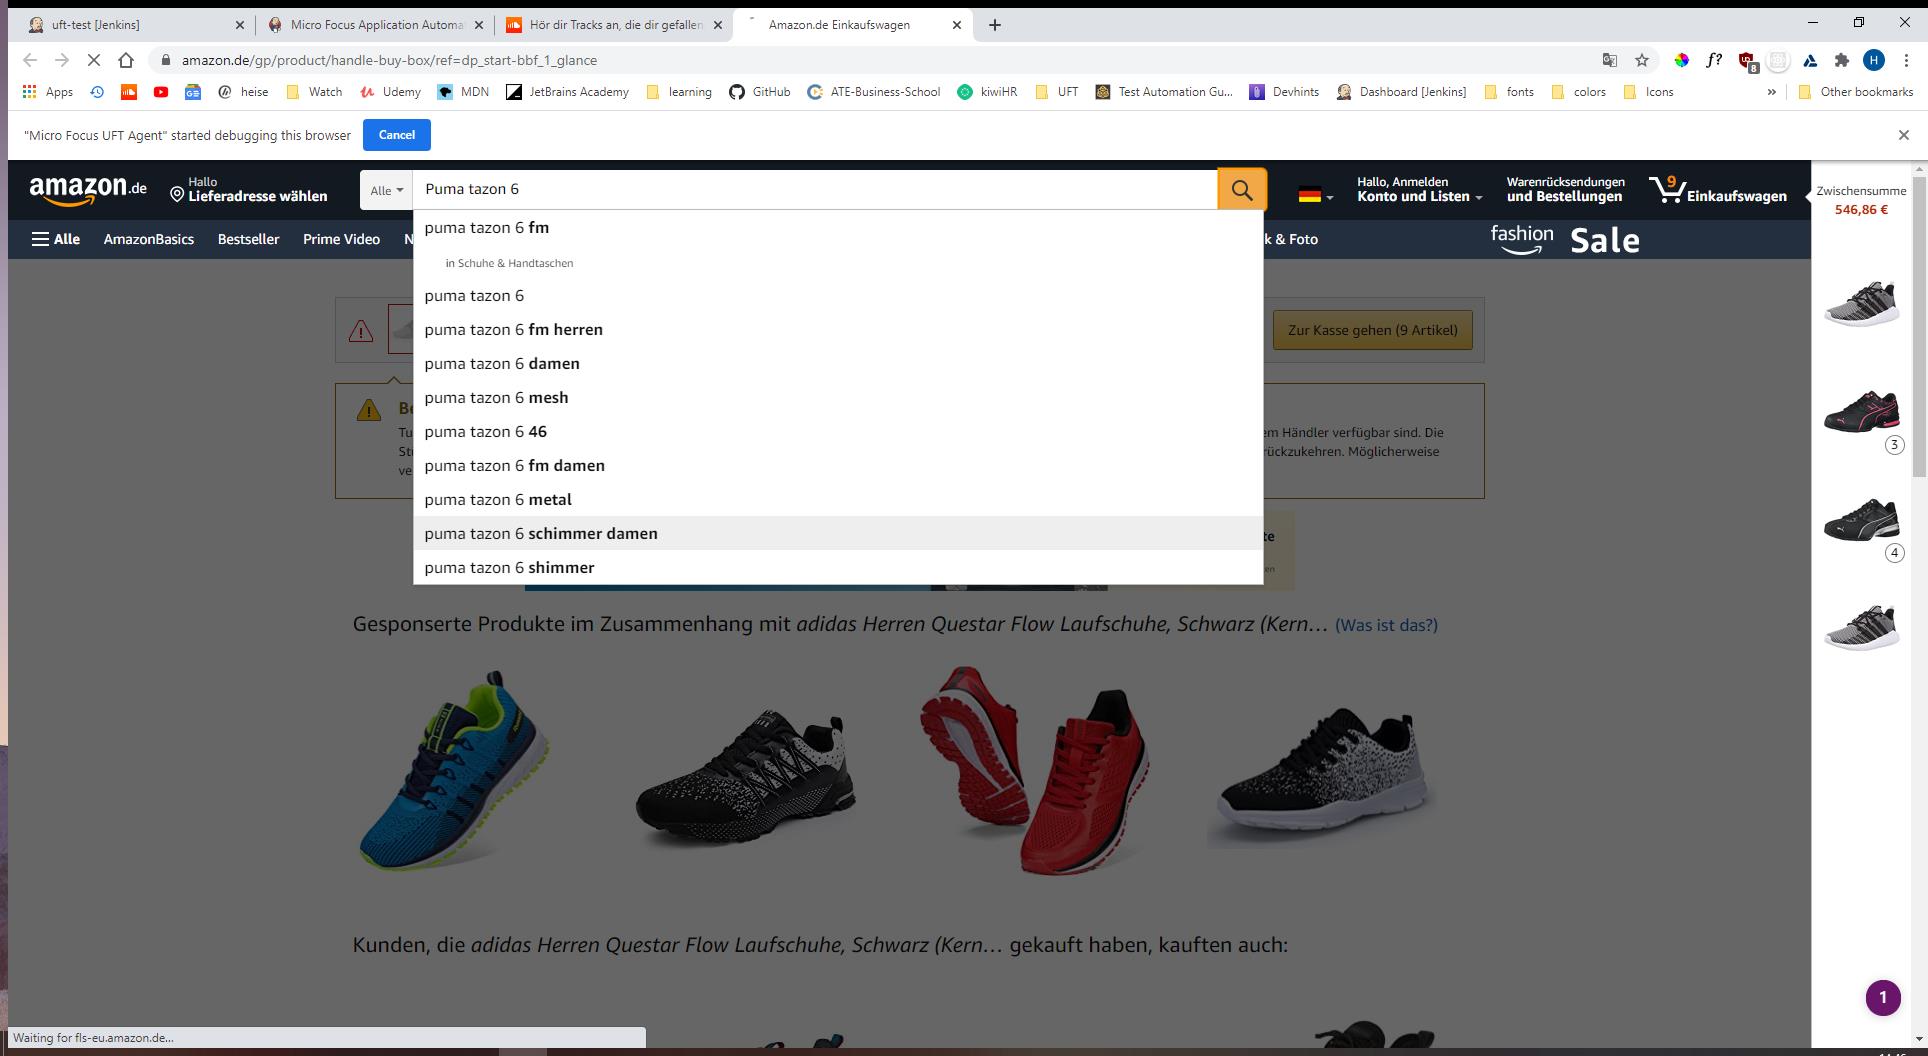 uft-test [Jenkins]
Micro Focus Application Automa
Hör dir Tracks an, die dir gefallen
Amazon.de Einkaufswagen
amazon.de/gp/product/handle-buy-box/ref=dp_start-bbf_1_glance
f?
8
H
Apps
heise
Watch
Udemy
MDN
JetBrains Academy
learning
GitHub
ATE-Business-School
kiwiHR
UFT
Test Automation Gu...
Devhints
Dashboard [Jenkins]
fonts
colors
Icons
»
Other bookmarks
"Micro Focus UFT Agent" started debugging this browser
Cancel
amazon.de
Hallo
Lieferadresse wählen
Alle
Puma tazon 6
Hallo, Anmelden
Konto und Listen
Warenrücksendungen
und Bestellungen
9
Einkaufswagen
Zwischensumme
546,86 €
Alle
AmazonBasics
Bestseller
Prime Video
N
k & Foto
fashion
Sale
puma tazon 6 fm
in Schuhe & Handtaschen
puma tazon 6
puma tazon 6 fm herren
puma tazon 6 damen
puma tazon 6 mesh
puma tazon 6 46
puma tazon 6 fm damen
puma tazon 6 metal
puma tazon 6 schimmer damen
puma tazon 6 shimmer
Zur Kasse gehen (9 Artikel)
Be
Tu
em Händler verfügbar sind. Die
St
rückzukehren. Möglicherweise
ve
te
en
3
4
Gesponserte Produkte im Zusammenhang mit adidas Herren Questar Flow Laufschuhe, Schwarz (Kern… (Was ist das?)
Kunden, die adidas Herren Questar Flow Laufschuhe, Schwarz (Kern… gekauft haben, kauften auch:
1
Waiting for fls-eu.amazon.de...